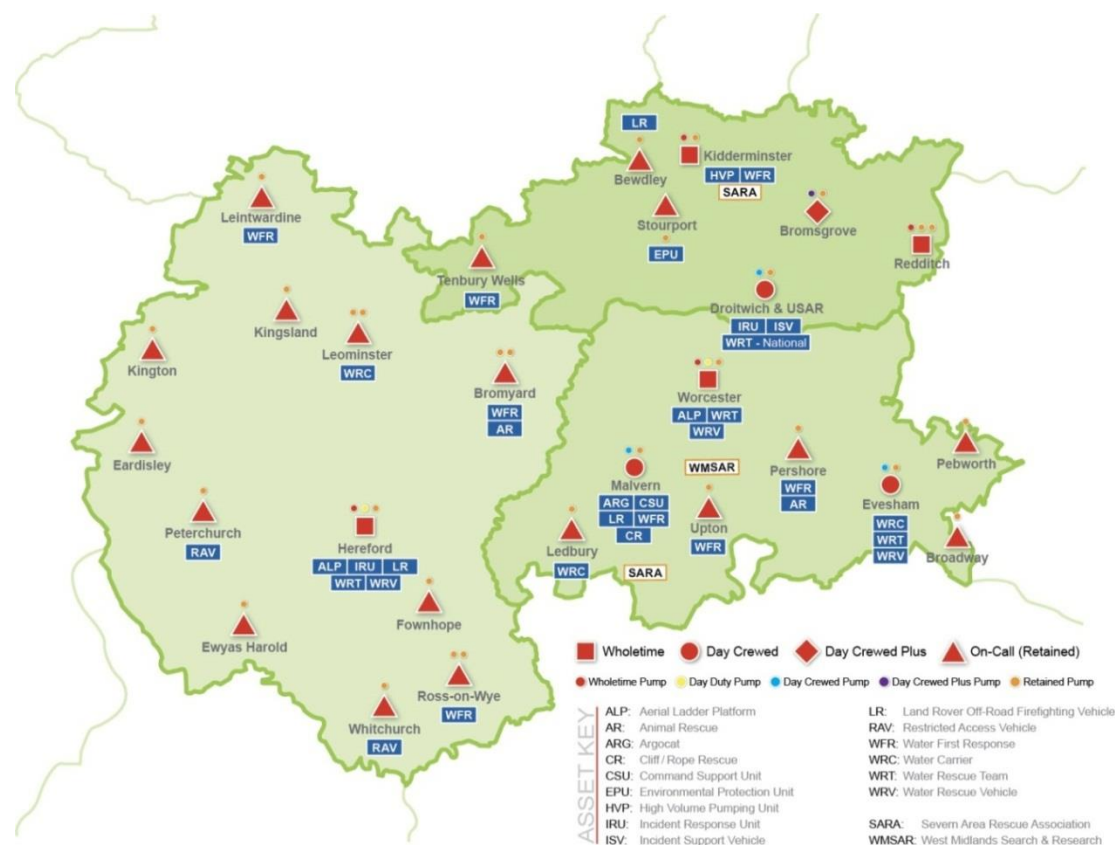 LR
Kidderminster
Bewdley
HVP WFR
SARA
Leintwardine
WFR
Stourport
EPU
Bromsgrove
Redditch
Tenbury Wells
WFR
Droitwich & USAR
IRU ISV
WRT - National
Kingsland
Leominster
WRC
Kington
Bromyard
WFR
AR
Worcester
ALP WRT
WRV
Eardisley
WMSAR
Pershore
WFR
AR
Pebworth
Malvern
ARG CSU
LR WFR
CR
Evesham
WRC
WRT
WRV
Peterchurch
RAV
Hereford
ALP IRU LR
WRT WRV
Ledbury
WRC
Upton
WFR
Broadway
SARA
Fownhope
Ewyas Harold
Ross-on-Wye
WFR
Whitchurch
RAV
Wholetime Day Crewed Day Crewed Plus On-Call (Retained)
Wholetime Pump Day Duty Pump Day Crewed Pump Day Crewed Plus Pump Retained Pump
ASSET KEY
ALP: Aerial Ladder Platform
AR: Animal Rescue
ARG: Argocat
CR: Cliff / Rope Rescue
CSU: Command Support Unit
EPU: Environmental Protection Unit
HVP: High Volume Pumping Unit
IRU: Incident Response Unit
ISV: Incident Support Vehicle
LR: Land Rover Off-Road Firefighting Vehicle
RAV: Restricted Access Vehicle
WFR: Water First Response
WRC: Water Carrier
WRT: Water Rescue Team
WRV: Water Rescue Vehicle
SARA: Severn Area Rescue Association
WMSAR: West Midlands Search & Research